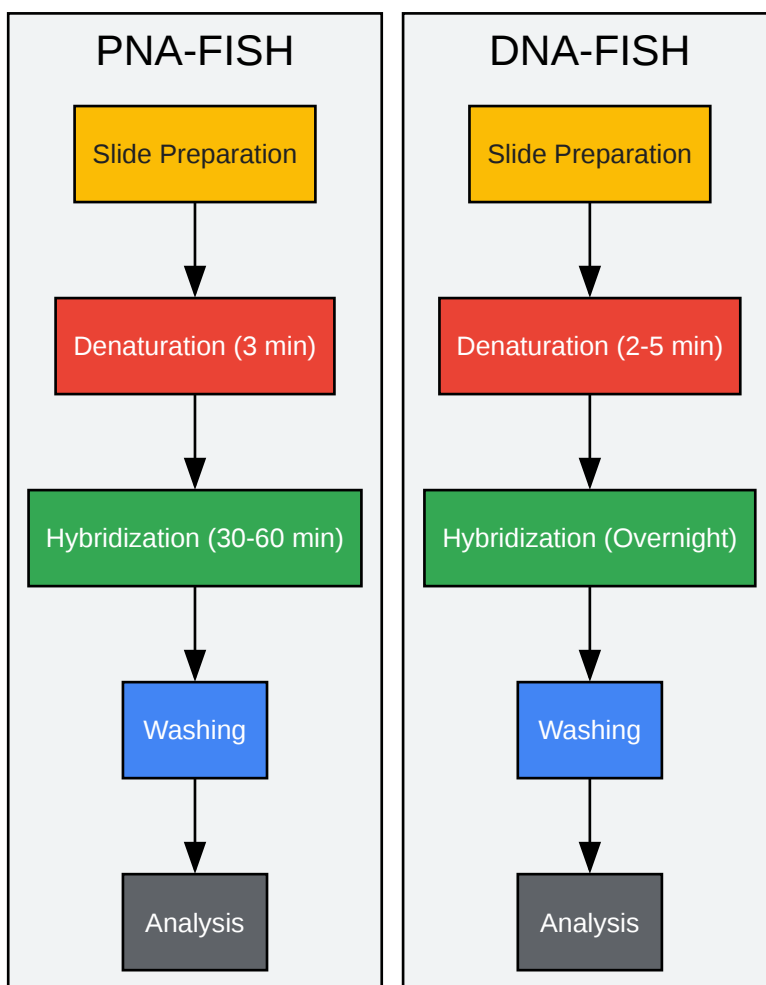 PNA-FISH
Slide Preparation
Denaturation (3 min)
Hybridization (30-60 min)
Washing
Analysis
DNA-FISH
Slide Preparation
Denaturation (2-5 min)
Hybridization (Overnight)
Washing
Analysis